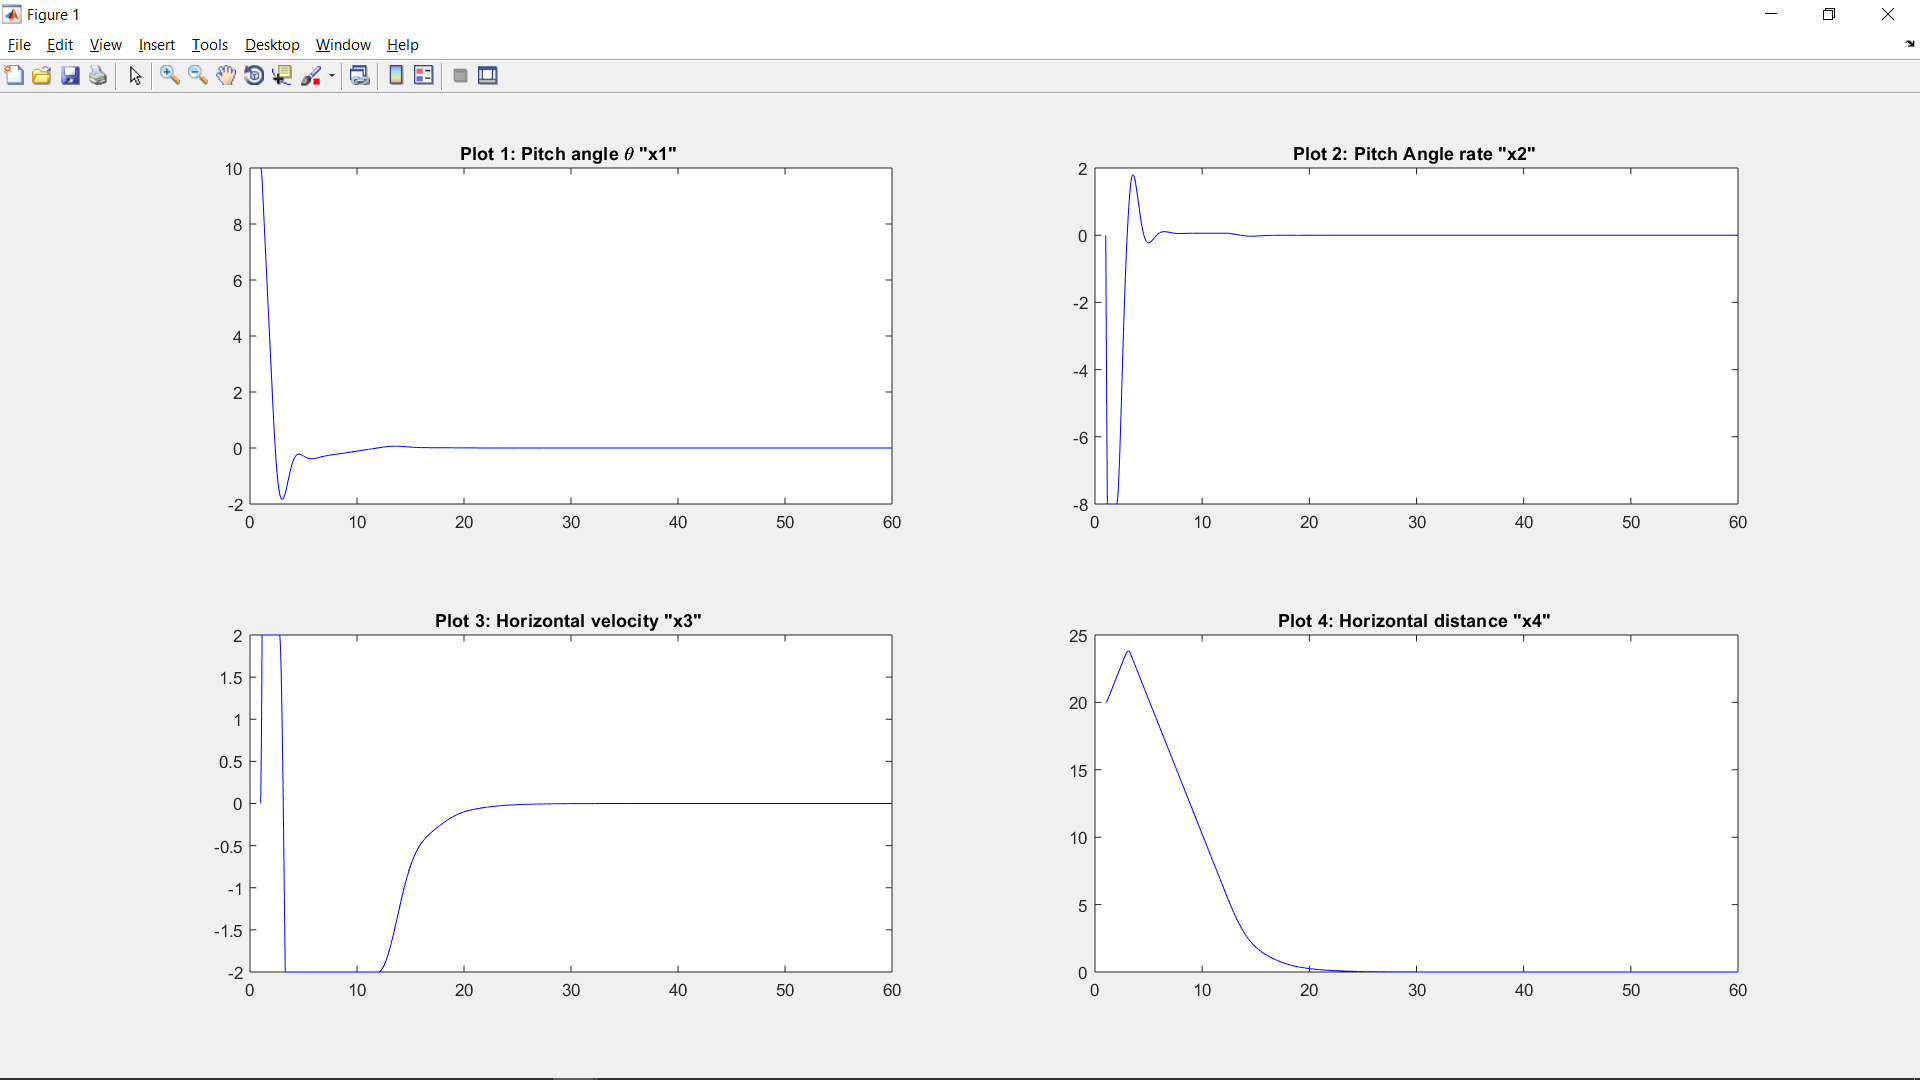 Figure 1
File Edit View Insert Tools Desktop Window Help
Plot 1: Pitch angle θ "x1"
10
8
6
4
2
0
-2
0 10 20 30 40 50 60
Plot 2: Pitch Angle rate "x2"
2
0
-2
-4
-6
-8
0 10 20 30 40 50 60
Plot 3: Horizontal velocity "x3"
2
1.5
1
0.5
0
-0.5
-1
-1.5
-2
0 10 20 30 40 50 60
Plot 4: Horizontal distance "x4"
25
20
15
10
5
0
0 10 20 30 40 50 60